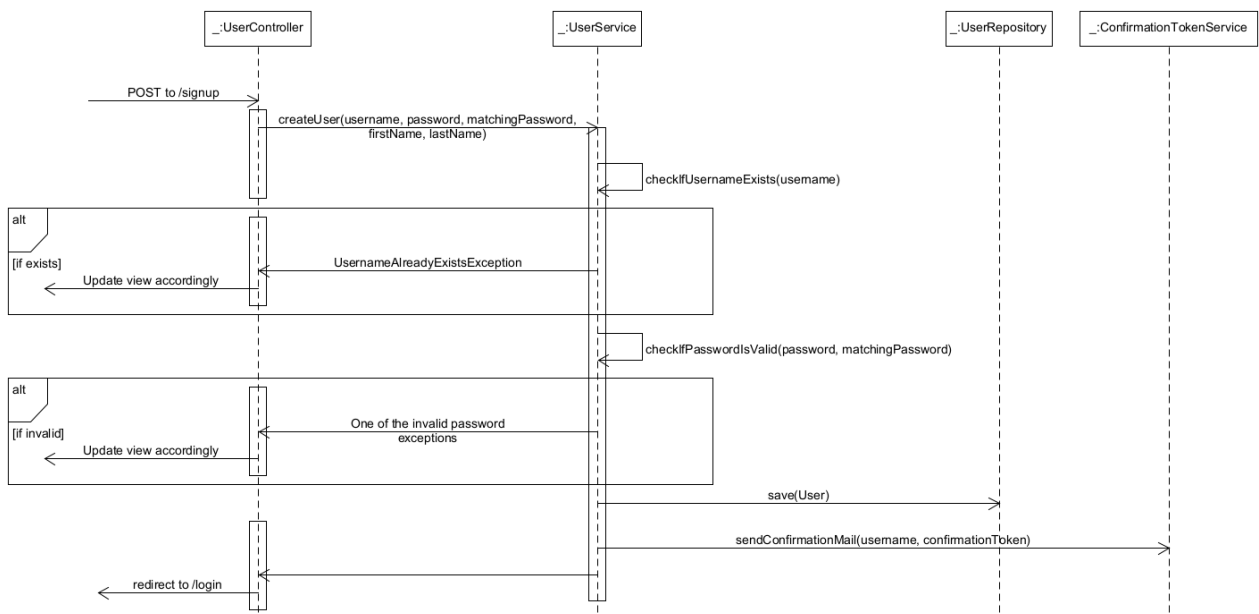 _:UserController
_:UserService
_:UserRepository
_:ConfirmationTokenService
POST to /signup
createUser(username, password, matchingPassword,
firstName, lastName)
checkIfUsernameExists(username)
alt
[if exists]
UsernameAlreadyExistsException
Update view accordingly
checkIfPasswordIsValid(password, matchingPassword)
alt
[if invalid]
One of the invalid password
exceptions
Update view accordingly
save(User)
sendConfirmationMail(username, confirmationToken)
redirect to /login